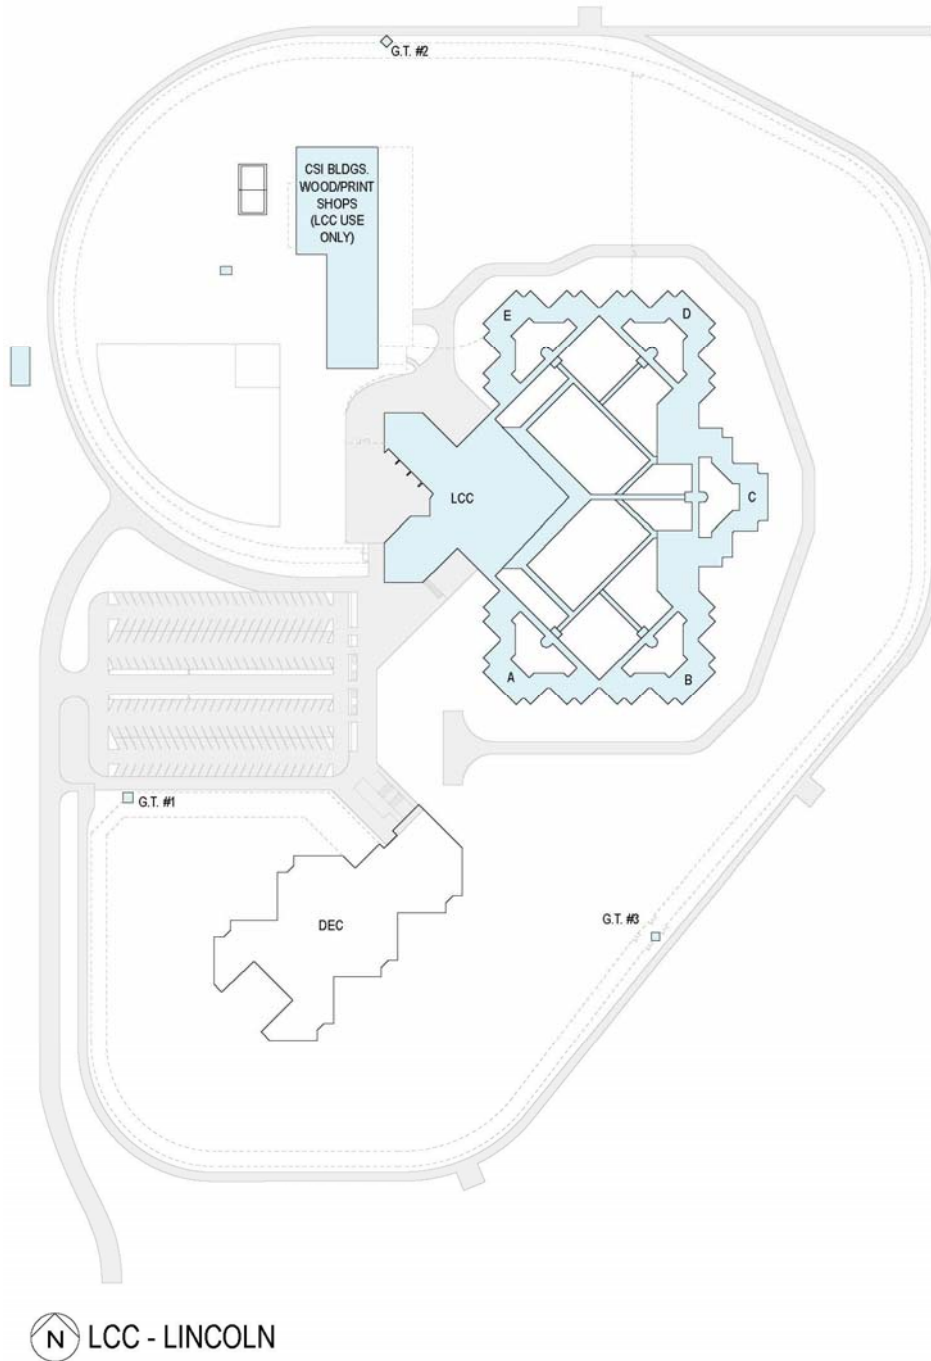 G.T. #2
CSI BLDGS.
WOOD/PRINT
SHOPS
(LCC USE
ONLY)
E
D
LCC
C
A
B
G.T. #1
G.T. #3
DEC
N
LCC - LINCOLN